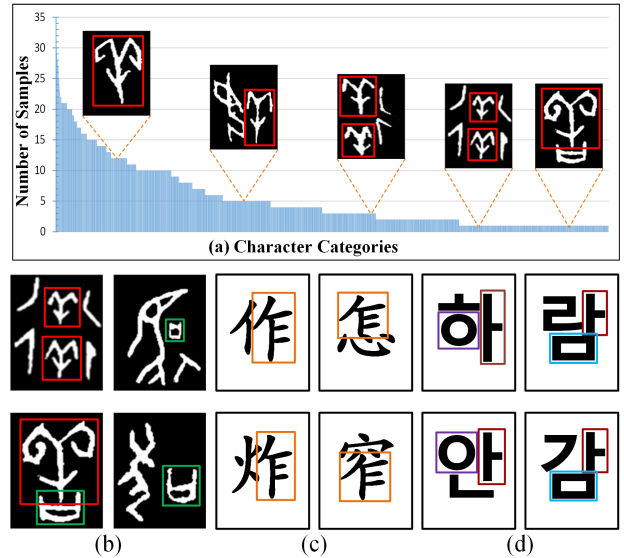 Number of Samples
35
30
25
20
15
10
5
0
(a) Character Categories
作 怎 하 람
炸 窄 안 감
(b) (c) (d)